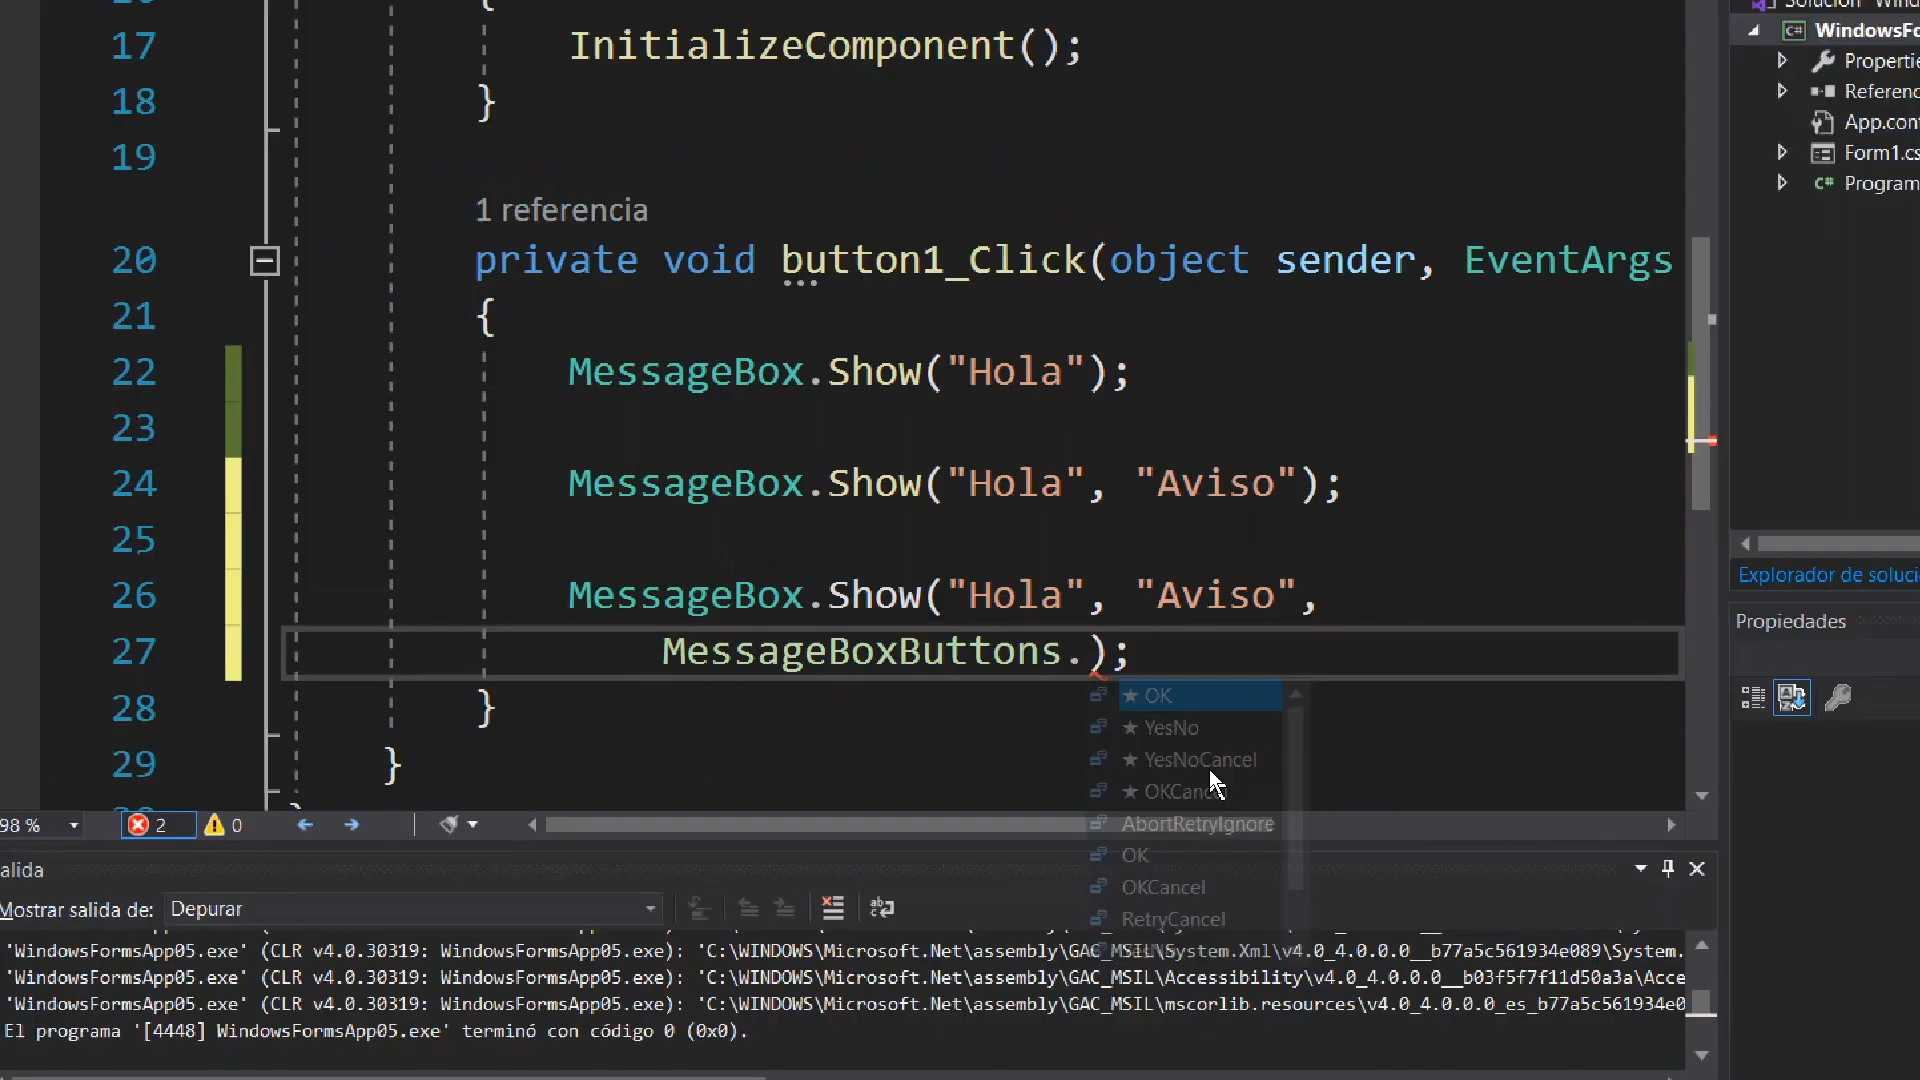 17 InitializeComponent();
18 }
19
1 referencia
20 private void button1_Click(object sender, EventArgs
21 {
22 MessageBox.Show("Hola");
23
24 MessageBox.Show("Hola", "Aviso");
25
26 MessageBox.Show("Hola", "Aviso",
27 MessageBoxButtons.);
28 }
29 }
★ OK
★ YesNo
★ YesNoCancel
★ OKCancel
AbortRetryIgnore
OK
OKCancel
RetryCancel
98 % 2 0
alida
Mostrar salida de: Depurar
'WindowsFormsApp05.exe' (CLR v4.0.30319: WindowsFormsApp05.exe): 'C:\WINDOWS\Microsoft.Net\assembly\GAC_MSIL\System.Xml\v4.0_4.0.0.0__b77a5c561934e089\System.
'WindowsFormsApp05.exe' (CLR v4.0.30319: WindowsFormsApp05.exe): 'C:\WINDOWS\Microsoft.Net\assembly\GAC_MSIL\Accessibility\v4.0_4.0.0.0__b03f5f7f11d50a3a\Acce
'WindowsFormsApp05.exe' (CLR v4.0.30319: WindowsFormsApp05.exe): 'C:\WINDOWS\Microsoft.Net\assembly\GAC_MSIL\mscorlib.resources\v4.0_4.0.0.0_es_b77a5c561934e0
El programa '[4448] WindowsFormsApp05.exe' terminó con código 0 (0x0).
WindowsFo
Propertie
Referenc
App.con
Form1.cs
Program
Explorador de soluci
Propiedades